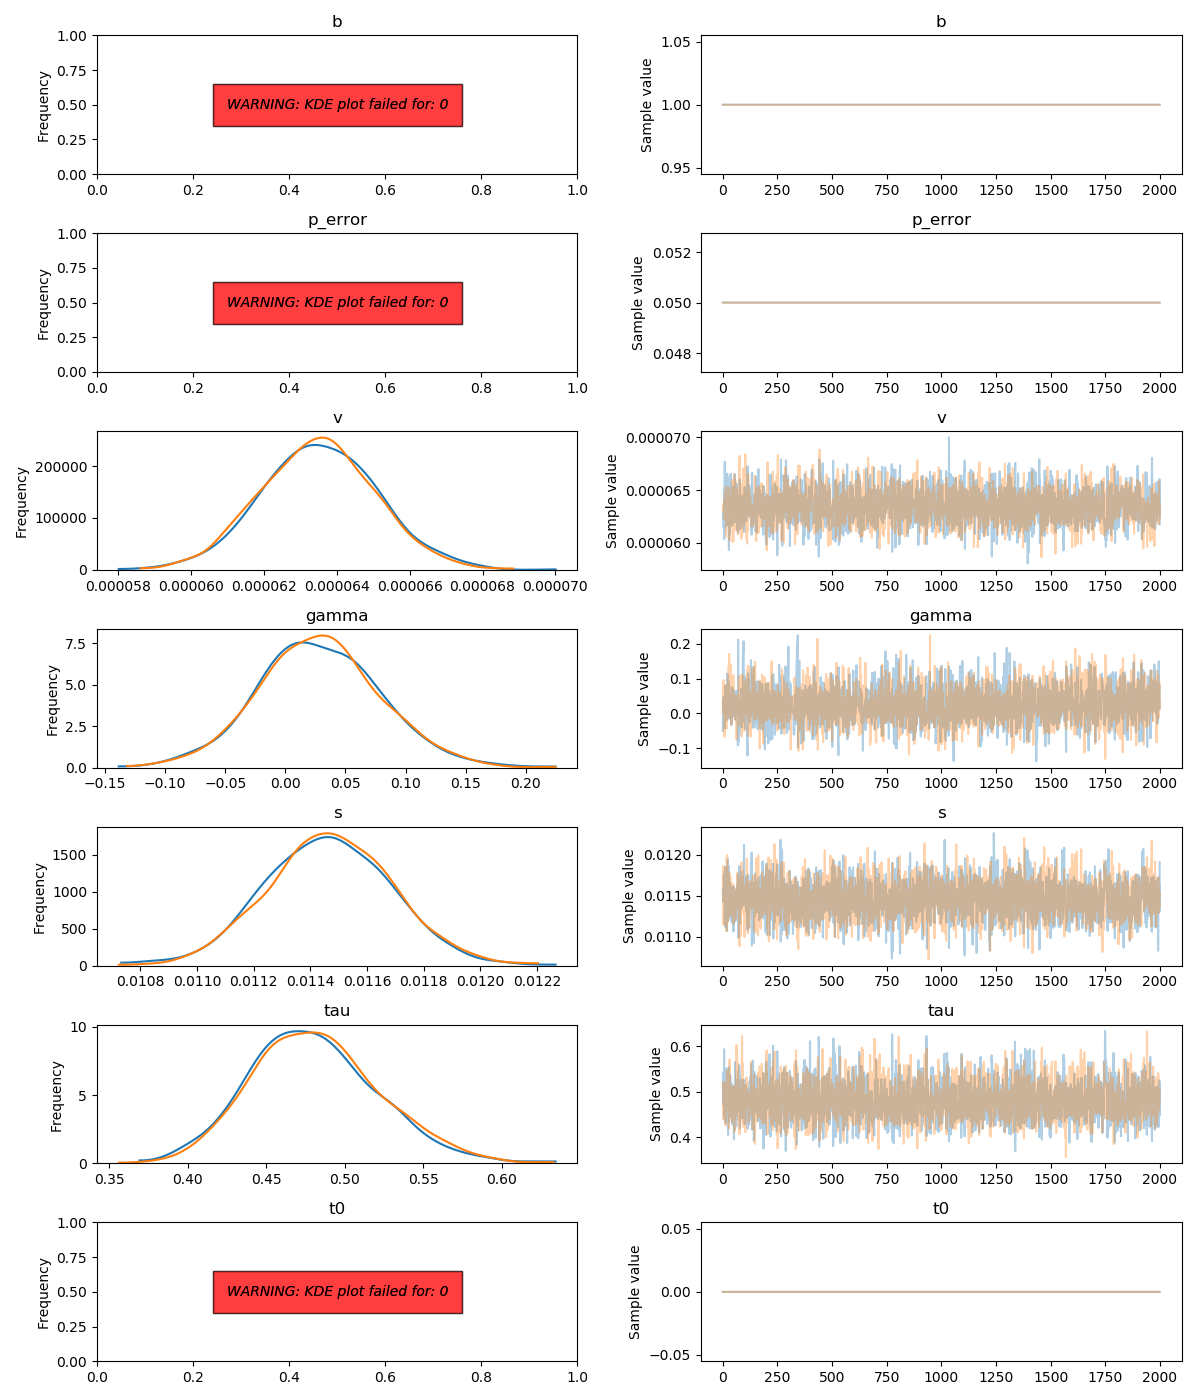 b
b
Frequency
1.00
0.75
0.50
0.25
0.00
WARNING: KDE plot failed for: 0
0.0 0.2 0.4 0.6 0.8 1.0
Sample value
1.05
1.00
0.95
0 250 500 750 1000 1250 1500 1750 2000
p_error
p_error
Frequency
1.00
0.75
0.50
0.25
0.00
WARNING: KDE plot failed for: 0
0.0 0.2 0.4 0.6 0.8 1.0
Sample value
0.052
0.050
0.048
0 250 500 750 1000 1250 1500 1750 2000
v
v
Frequency
200000
100000
0
0.000058 0.000060 0.000062 0.000064 0.000066 0.000068 0.000070
Sample value
0.000070
0.000065
0.000060
0 250 500 750 1000 1250 1500 1750 2000
gamma
gamma
Frequency
7.5
5.0
2.5
0.0
−0.15 −0.10 −0.05 0.00 0.05 0.10 0.15 0.20
Sample value
0.2
0.1
0.0
−0.1
0 250 500 750 1000 1250 1500 1750 2000
s
s
Frequency
1500
1000
500
0
0.0108 0.0110 0.0112 0.0114 0.0116 0.0118 0.0120 0.0122
Sample value
0.0120
0.0115
0.0110
0 250 500 750 1000 1250 1500 1750 2000
tau
tau
Frequency
10
5
0
0.35 0.40 0.45 0.50 0.55 0.60
Sample value
0.6
0.5
0.4
0 250 500 750 1000 1250 1500 1750 2000
t0
t0
Frequency
1.00
0.75
0.50
0.25
0.00
WARNING: KDE plot failed for: 0
0.0 0.2 0.4 0.6 0.8 1.0
Sample value
0.05
0.00
−0.05
0 250 500 750 1000 1250 1500 1750 2000